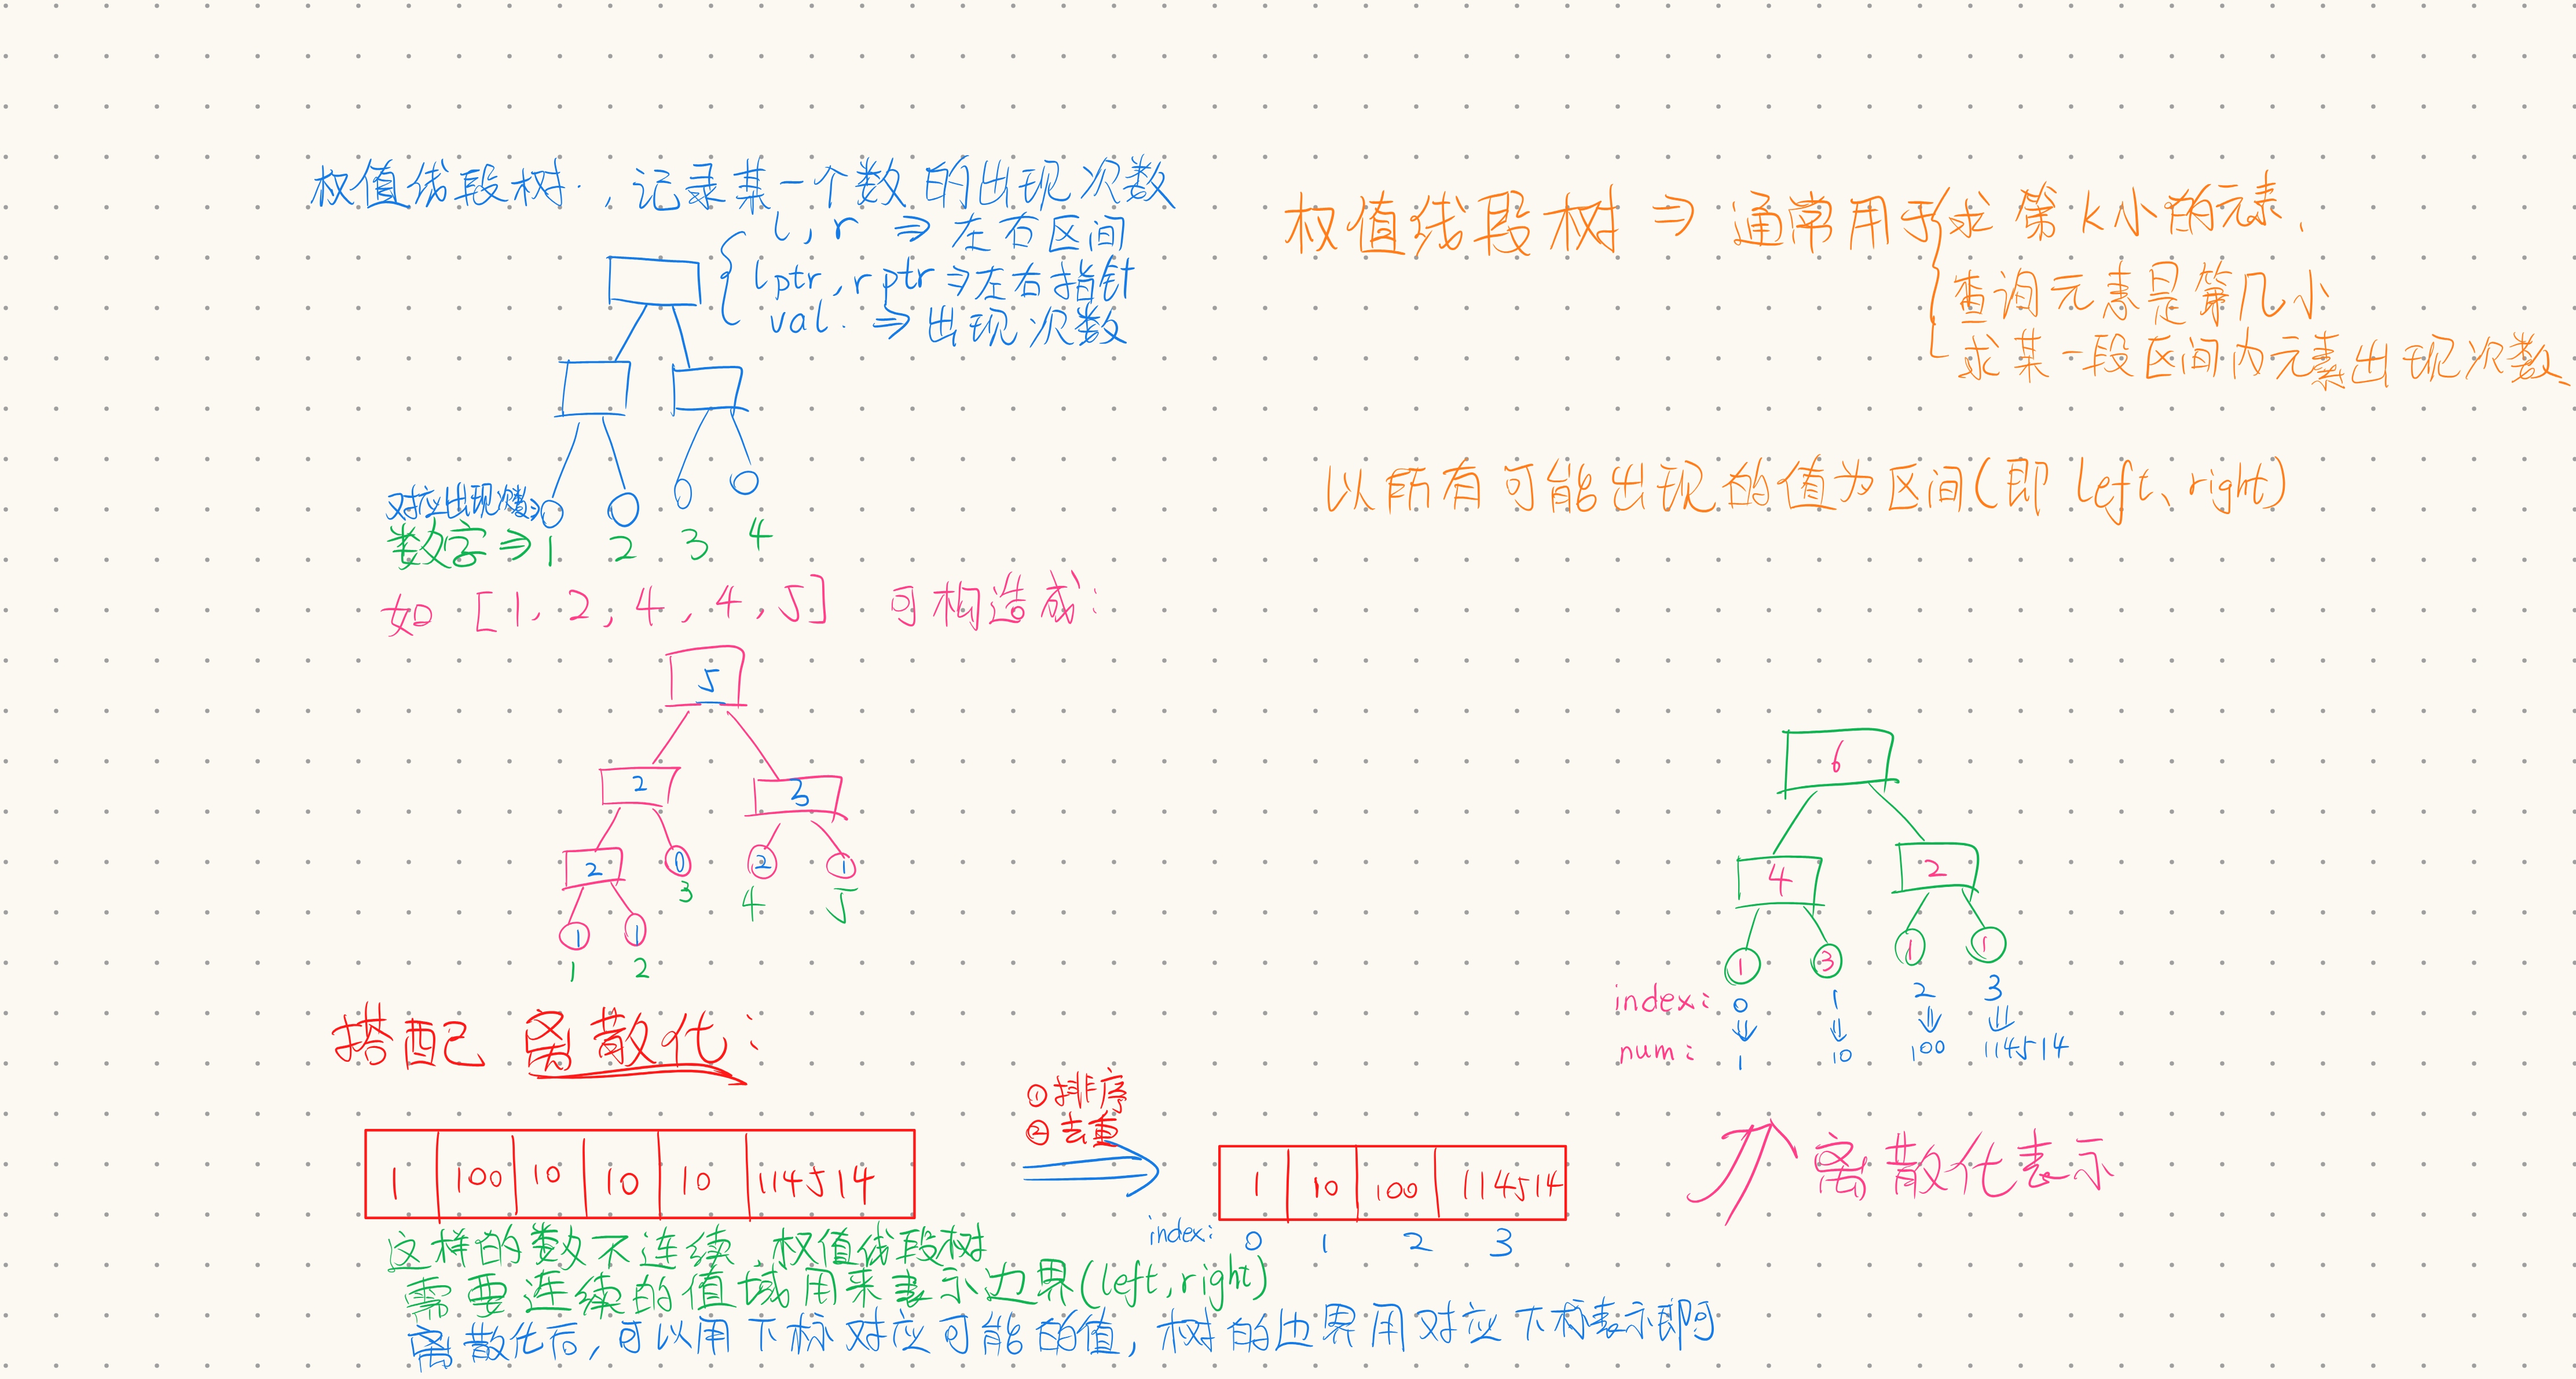 权值线段树.,记录某一个数的出现次数
l,r ⇒ 左右区间
lptr,rptr ⇒ 左右指针
val. ⇒ 出现次数
对应出现次数⇒
数字 ⇒ 1 2 3 4
如 [1,2,4,4,5] 可构造成:
5
2 3
2 0 2 1
3 4 5
1 1
1 2
搭配 离散化:
1 100 10 10 10 114514
①排序
②去重
1 10 100 114514
index: 0 1 2 3
这样的数不连续,权值线段树
需要连续的值域用来表示边界(left,right)
离散化后,可以用下标对应可能的值,树的边界用对应下标表示即可
权值线段树 ⇒ 通常用于 求第k小的元素.
查询元素是第几小
求某一段区间内元素出现次数.
以所有可能出现的值为区间(即 left、right)
6
4 2
1 3 1 1
index: 0 1 2 3
num: 1 10 100 114514
离散化表示